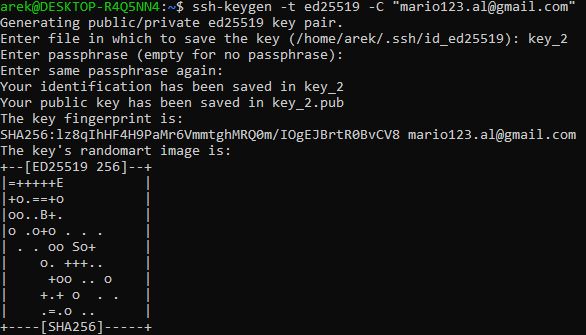 arek@DESKTOP-R4Q5NN4:~$ ssh-keygen -t ed25519 -C "mario123.al@gmail.com"
Generating public/private ed25519 key pair.
Enter file in which to save the key (/home/arek/.ssh/id_ed25519): key_2
Enter passphrase (empty for no passphrase):
Enter same passphrase again:
Your identification has been saved in key_2
Your public key has been saved in key_2.pub
The key fingerprint is:
SHA256:lz8qIhHF4H9PaMr6VmmtghMRQ0m/IOgEJBrtR0BvCV8 mario123.al@gmail.com
The key's randomart image is:
+--[ED25519 256]--+
|=+++++E          |
|+o.==+o          |
|oo..B+.          |
|o .o+o . . .     |
| . . oo So+      |
|    o. +++..     |
|     +oo .. o    |
|    +.+ o  . .   |
|    .=.o ..      |
+----[SHA256]-----+